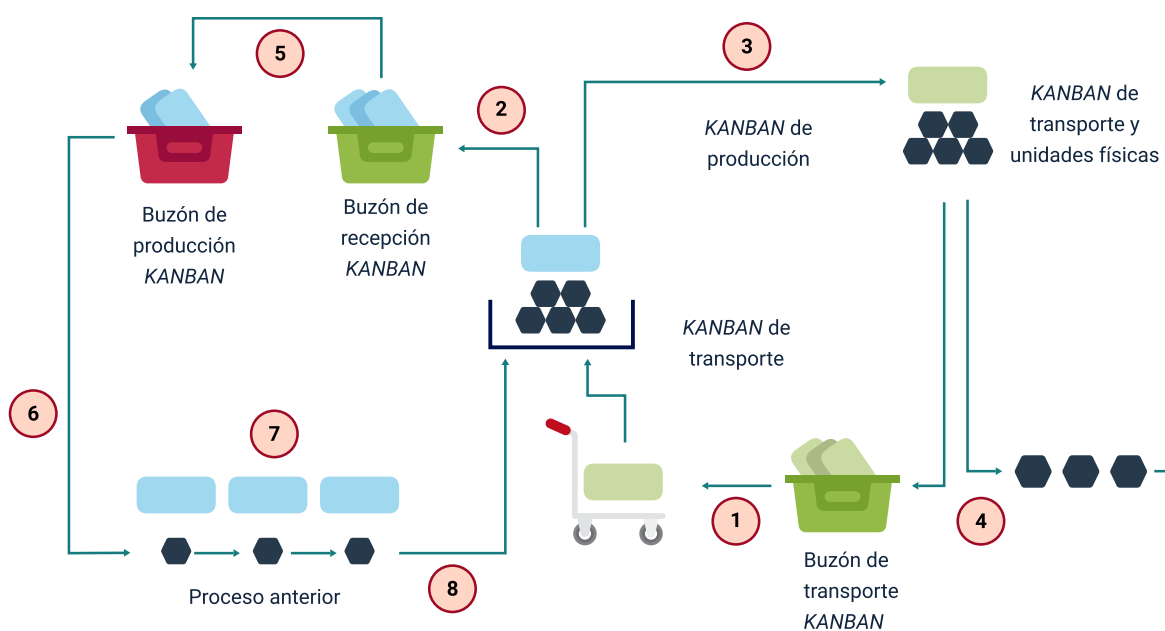 5
2
3
KANBAN de
producción
KANBAN de
transporte y
unidades físicas
Buzón de
producción
KANBAN
Buzón de
recepción
KANBAN
KANBAN de
transporte
6
7
1
4
8
Proceso anterior
Buzón de
transporte
KANBAN